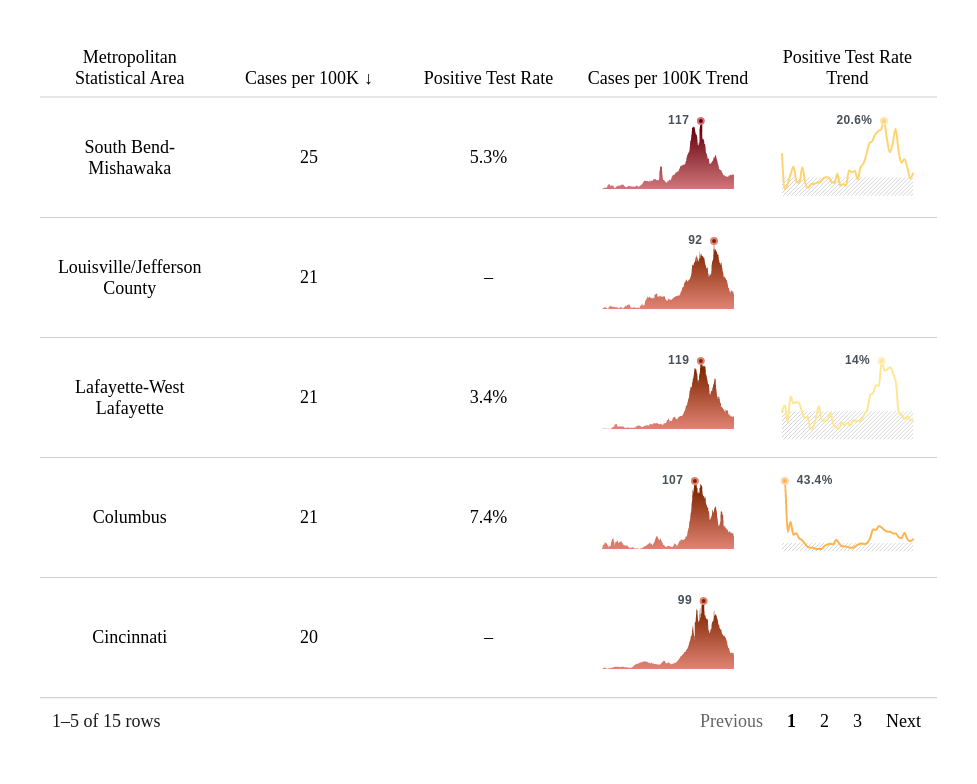 Metropolitan
Statistical Area
Cases per 100K ↓
Positive Test Rate
Cases per 100K Trend
Positive Test Rate
Trend
South Bend-
Mishawaka
25
5.3%
117
20.6%
Louisville/Jefferson
County
21
–
92
Lafayette-West
Lafayette
21
3.4%
119
14%
Columbus
21
7.4%
107
43.4%
Cincinnati
20
–
99
1–5 of 15 rows
Previous 1 2 3 Next